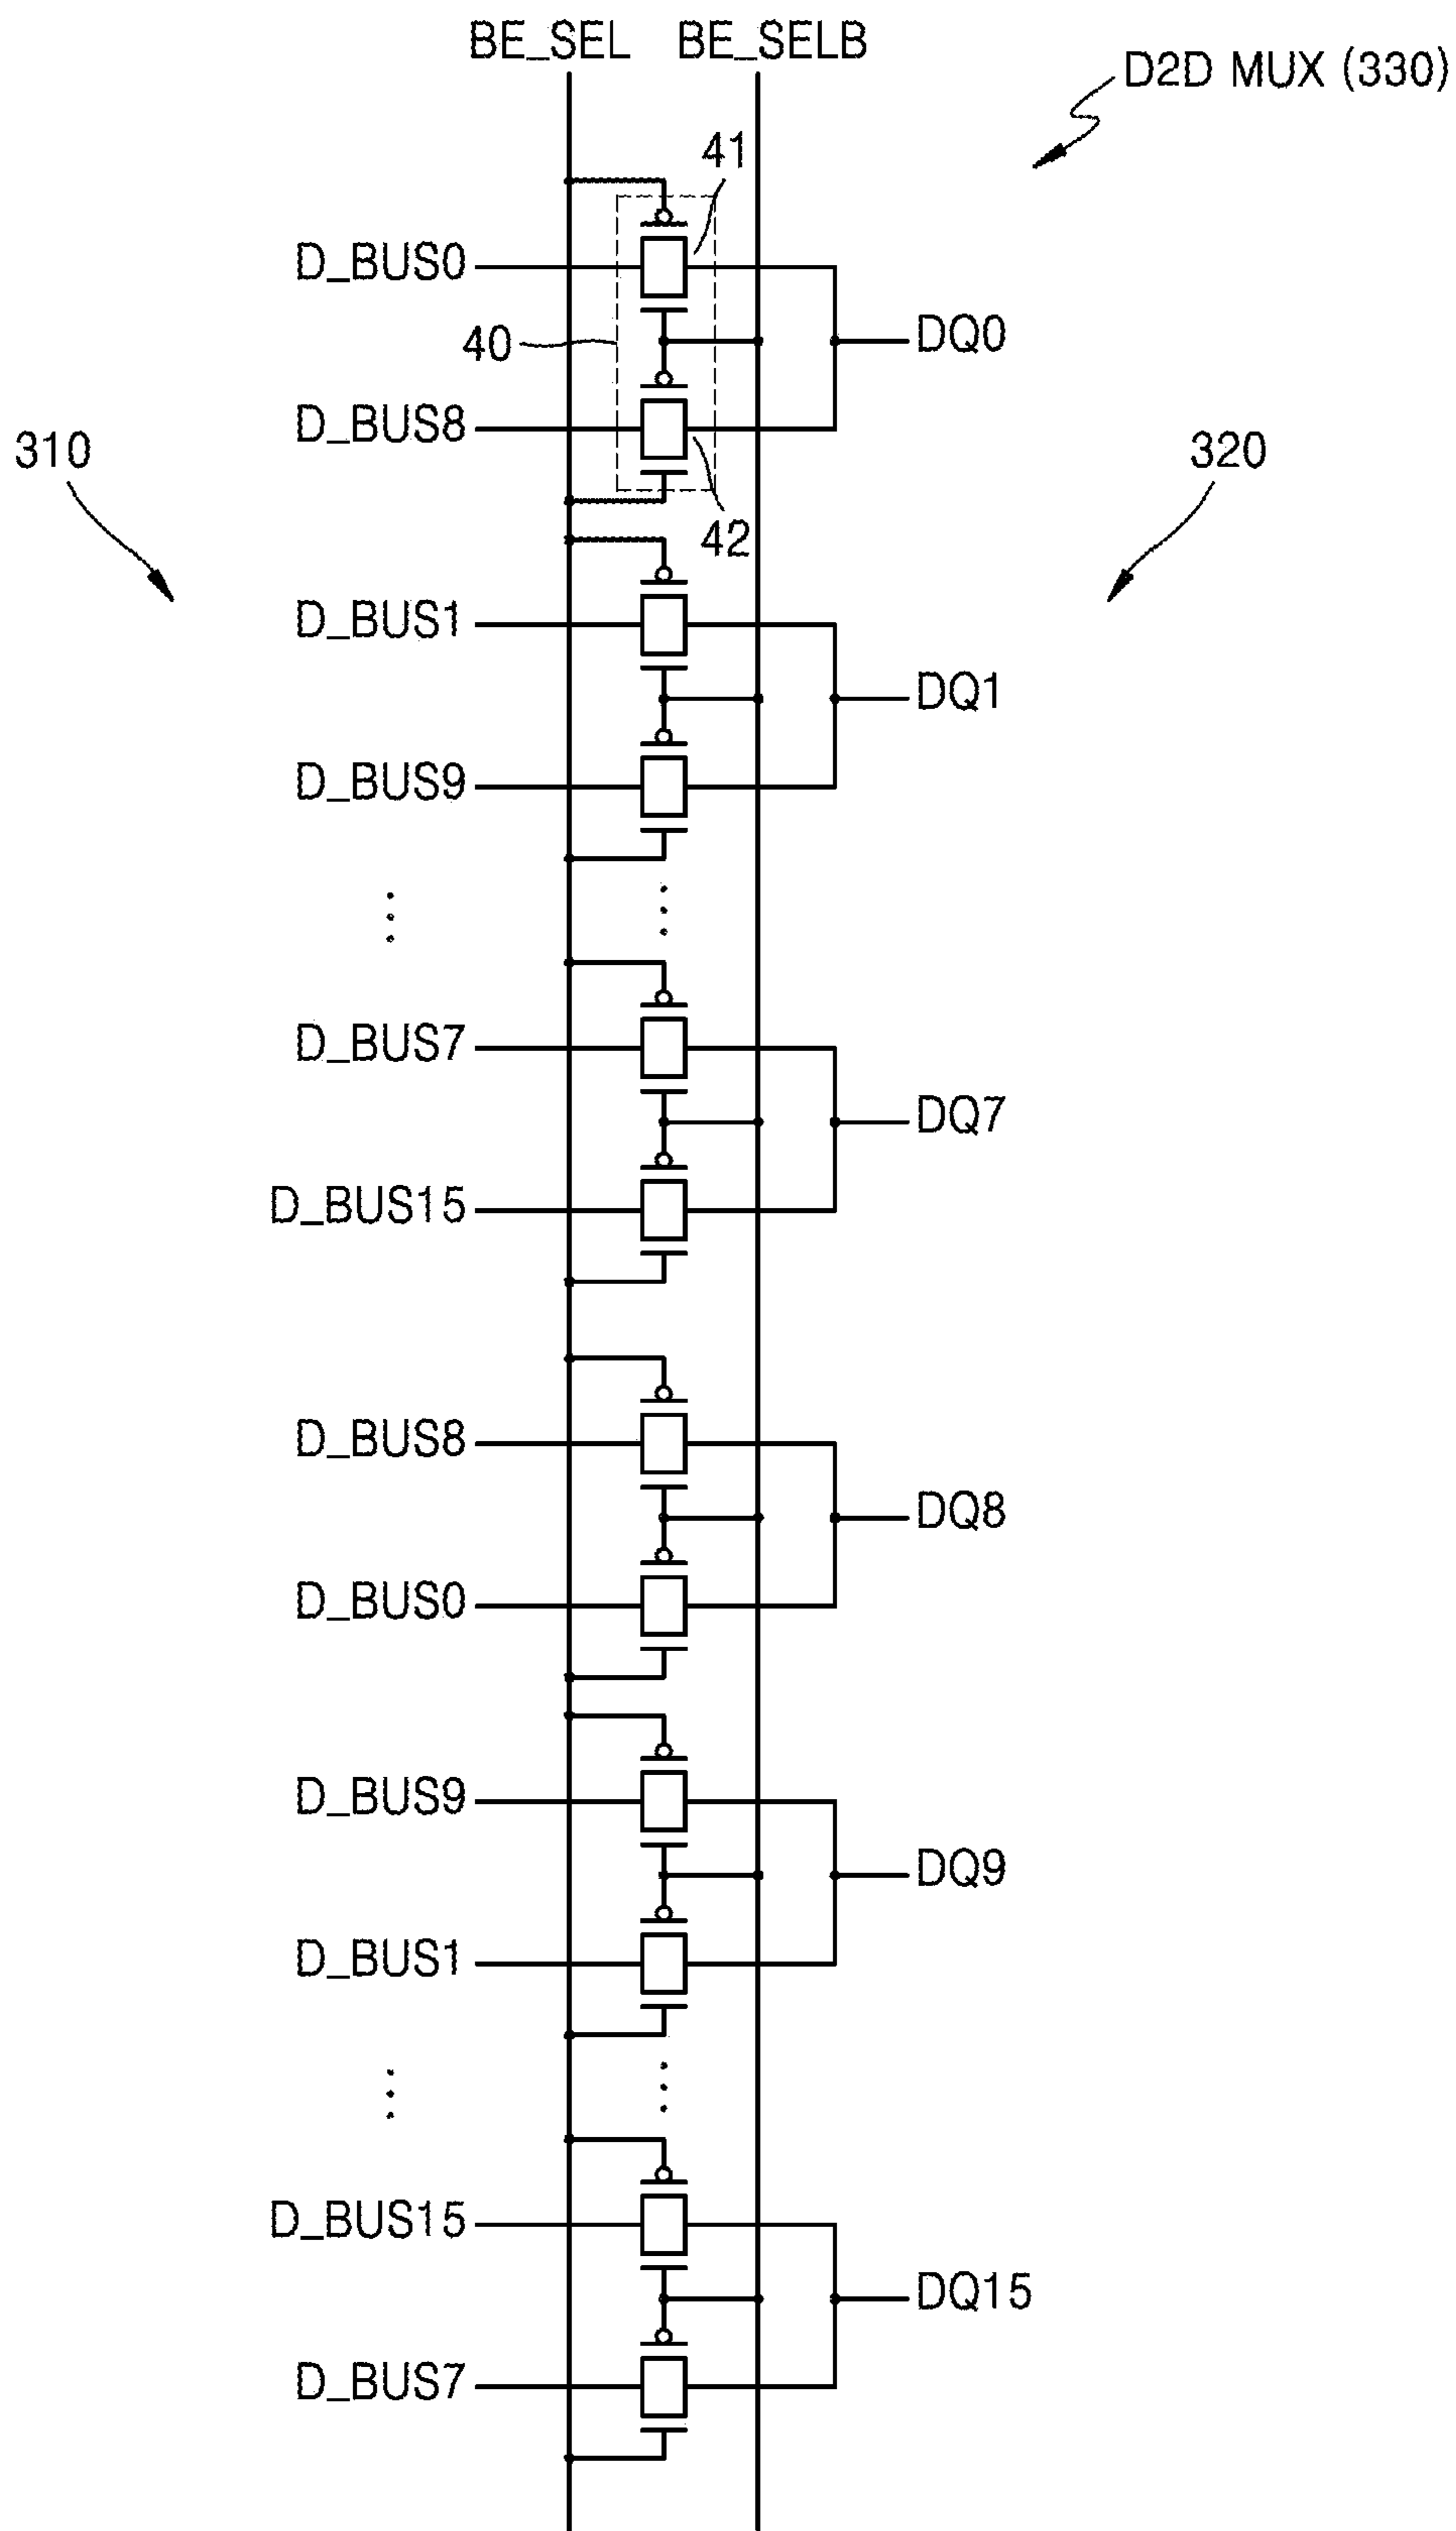 BE_SEL BE_SELB
D2D MUX (330)
41
D_BUS0
40
DQ0
D_BUS8
310
320
42
D_BUS1
DQ1
D_BUS9
D_BUS7
DQ7
D_BUS15
D_BUS8
DQ8
D_BUS0
D_BUS9
DQ9
D_BUS1
D_BUS15
DQ15
D_BUS7